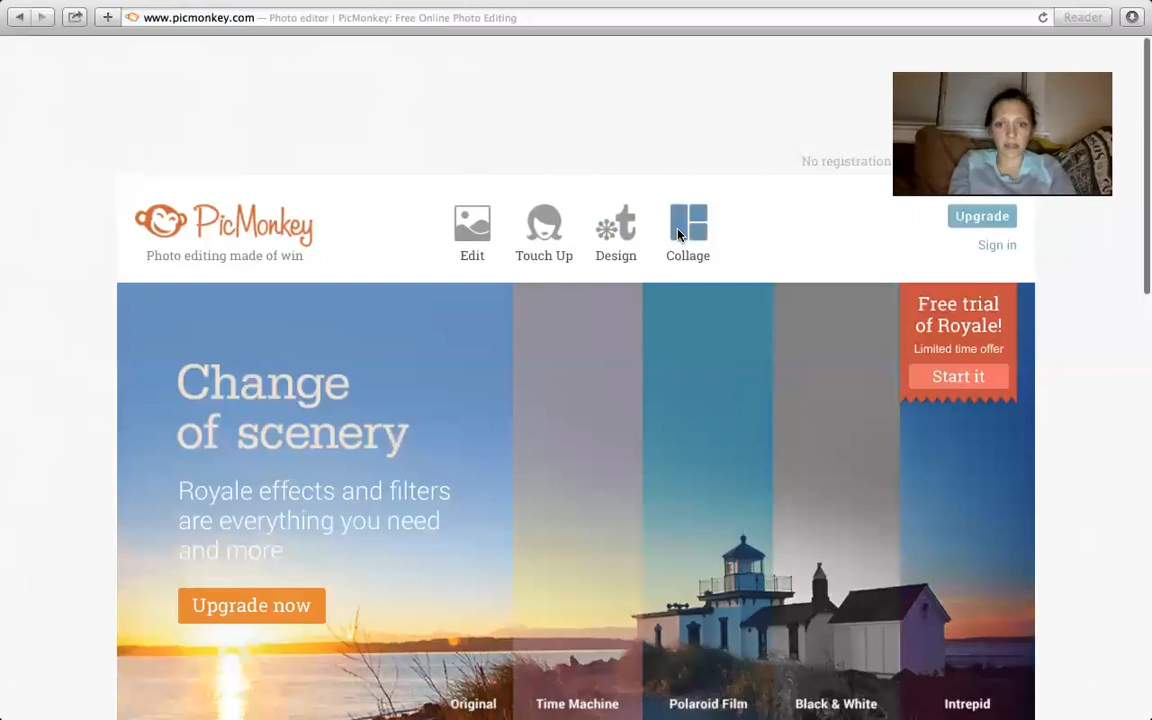 www.picmonkey.com — Photo editor | PicMonkey: Free Online Photo Editing
Reader
No registration
PicMonkey
Photo editing made of win
Edit
Touch Up
Design
Collage
Upgrade
Sign in
Free trial
of Royale!
Limited time offer
Start it
Change
of scenery
Royale effects and filters
are everything you need
and more
Upgrade now
Original
Time Machine
Polaroid Film
Black & White
Intrepid